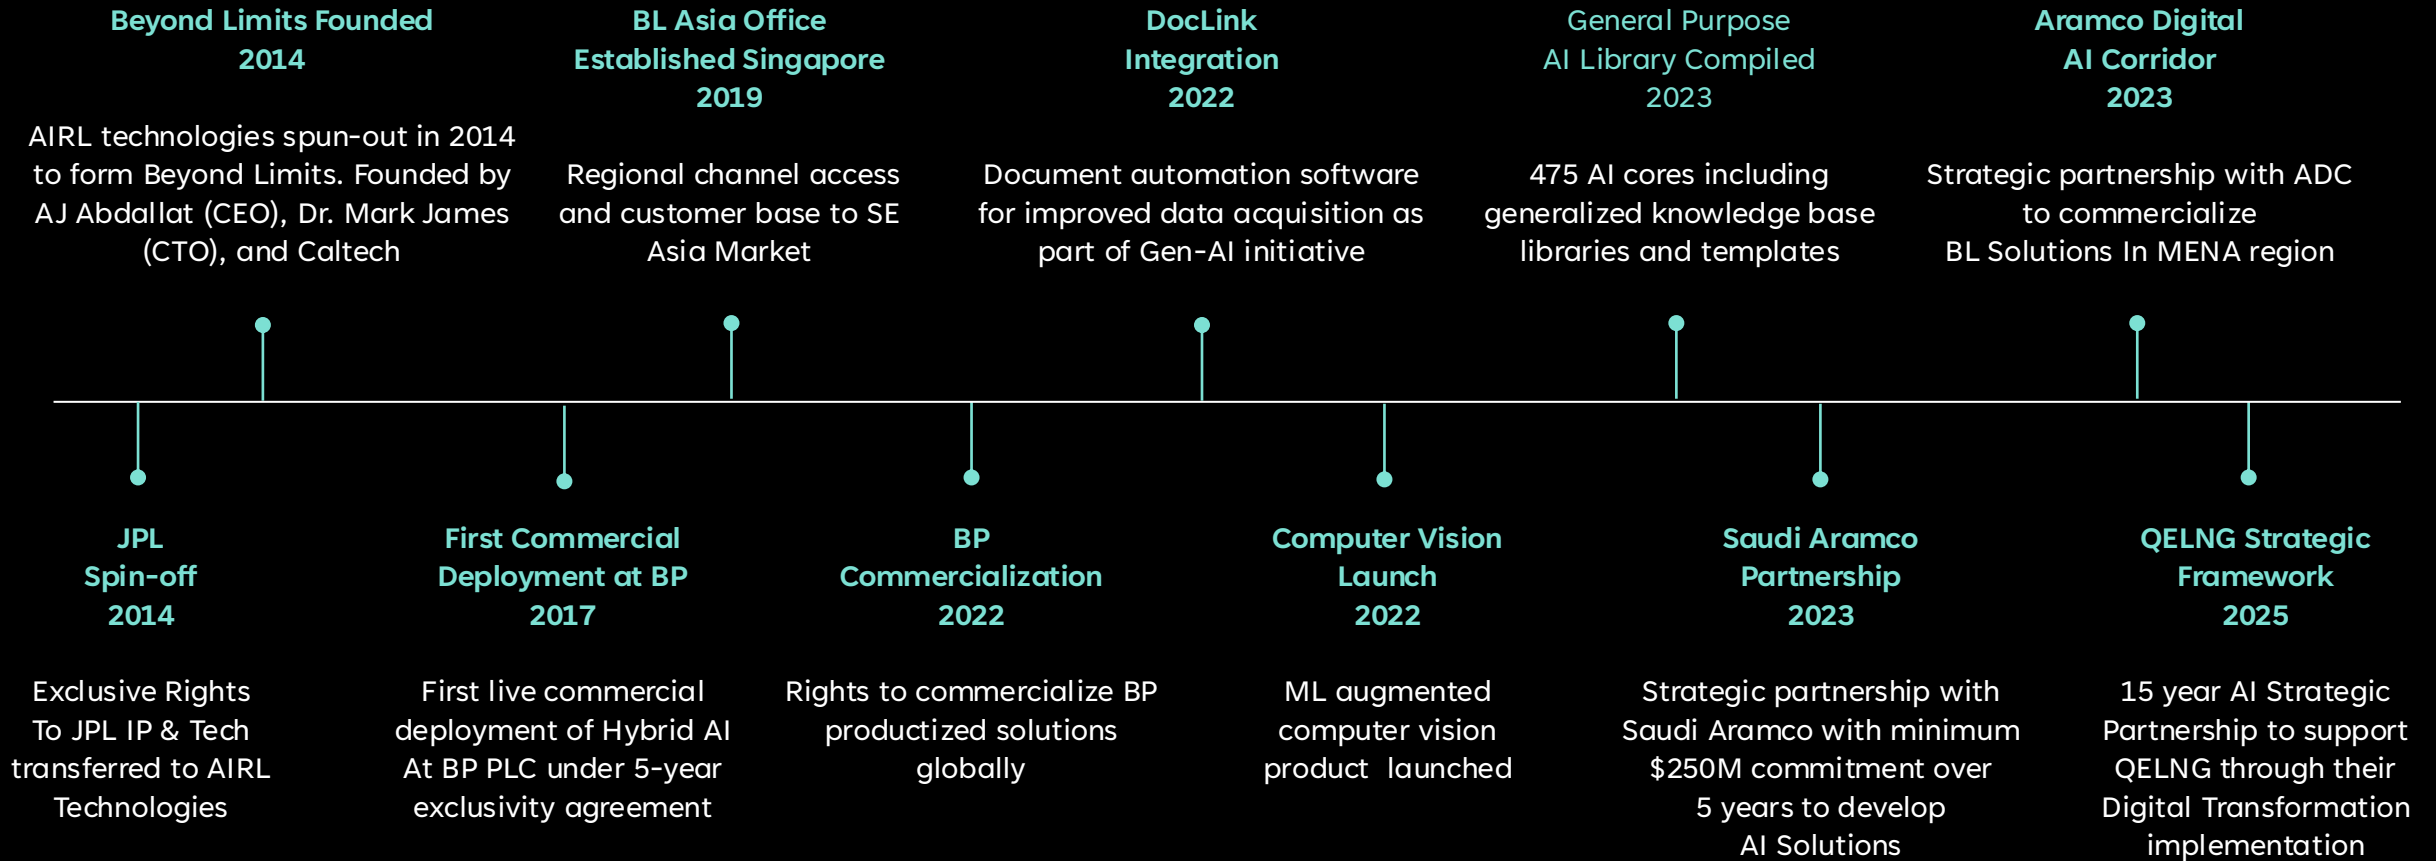 Beyond Limits Founded
2014
AIRL technologies spun-out in 2014
to form Beyond Limits. Founded by
AJ Abdallat (CEO), Dr. Mark James
(CTO), and Caltech
BL Asia Office
Established Singapore
2019
Regional channel access
and customer base to SE
Asia Market
DocLink
Integration
2022
Document automation software
for improved data acquisition as
part of Gen-AI initiative
General Purpose
AI Library Compiled
2023
475 AI cores including
generalized knowledge base
libraries and templates
Aramco Digital
AI Corridor
2023
Strategic partnership with ADC
to commercialize
BL Solutions In MENA region
JPL
Spin-off
2014
Exclusive Rights
To JPL IP & Tech
transferred to AIRL
Technologies
First Commercial
Deployment at BP
2017
First live commercial
deployment of Hybrid AI
At BP PLC under 5-year
exclusivity agreement
BP
Commercialization
2022
Rights to commercialize BP
productized solutions
globally
Computer Vision
Launch
2022
ML augmented
computer vision
product launched
Saudi Aramco
Partnership
2023
Strategic partnership with
Saudi Aramco with minimum
$250M commitment over
5 years to develop
AI Solutions
QELNG Strategic
Framework
2025
15 year AI Strategic
Partnership to support
QELNG through their
Digital Transformation
implementation